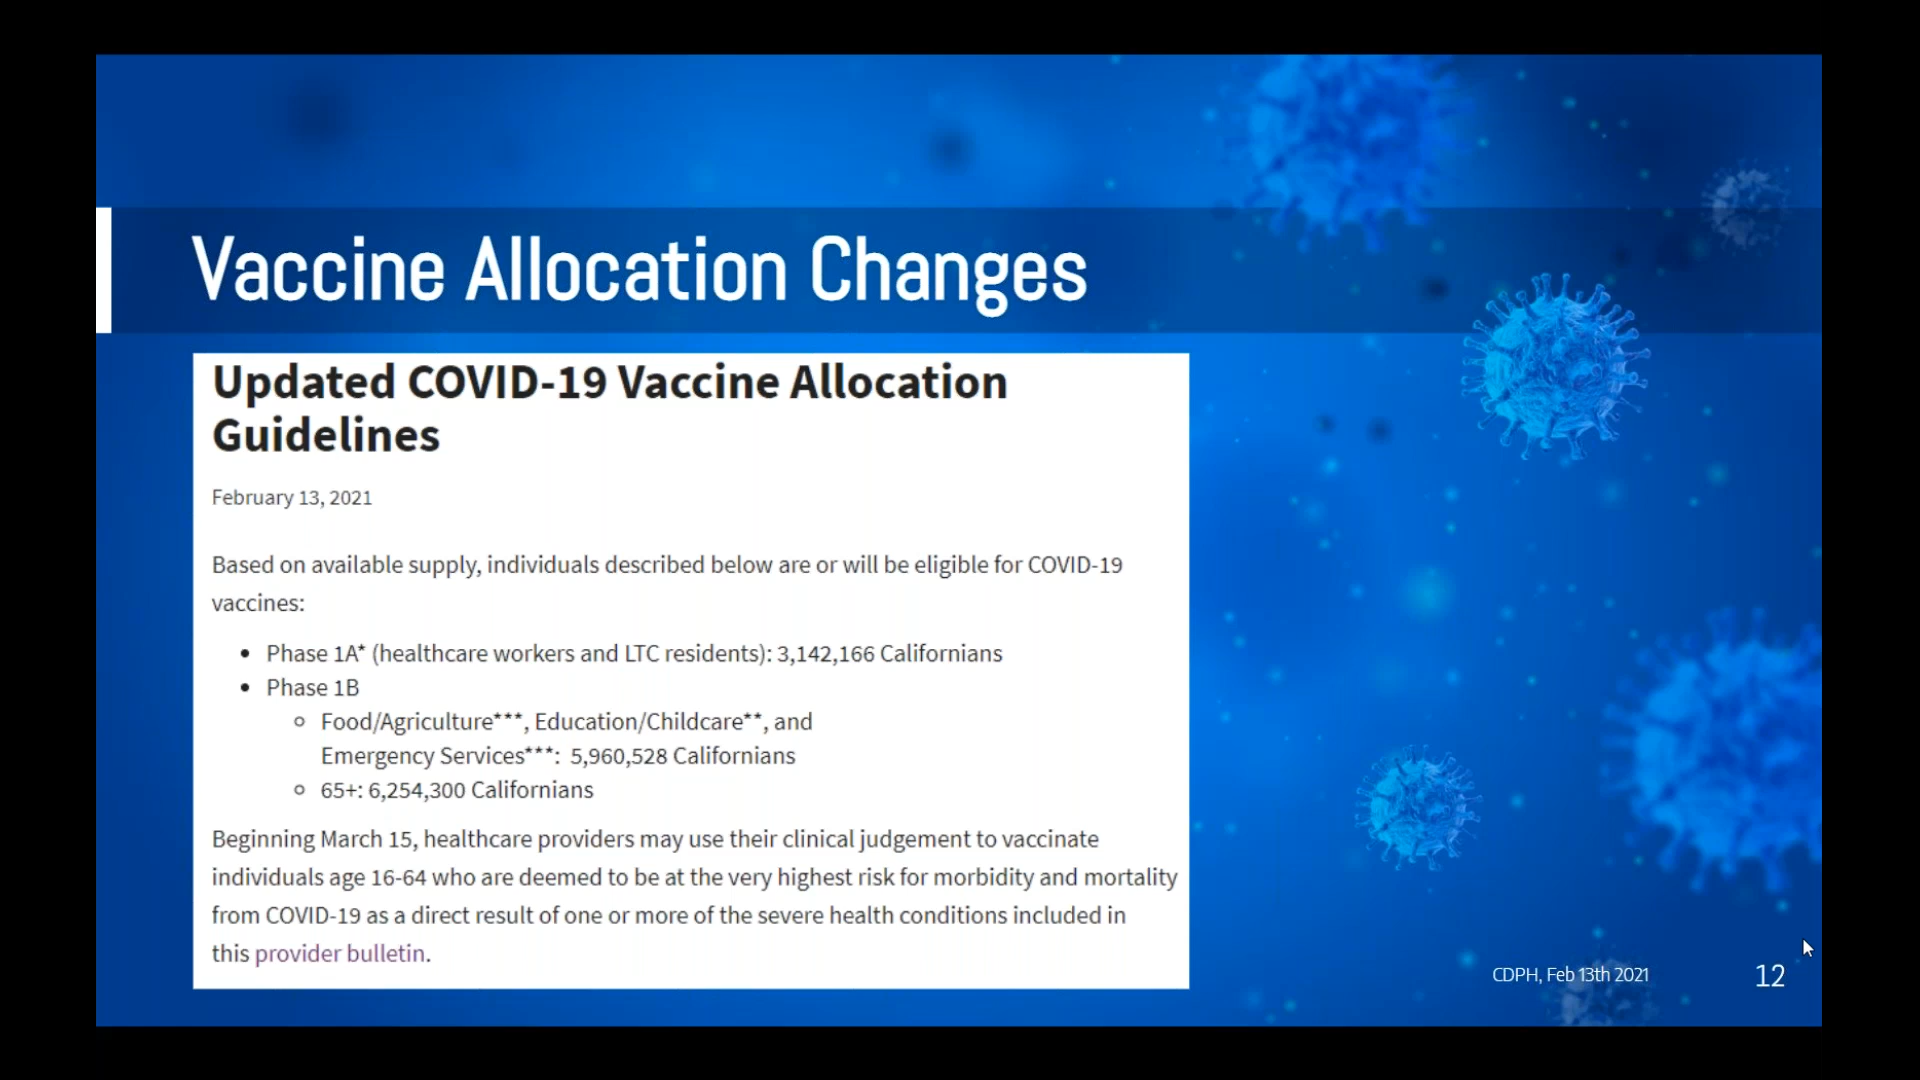 Vaccine Allocation Changes
Updated COVID-19 Vaccine Allocation
Guidelines
February 13, 2021
Based on available supply, individuals described below are or will be eligible for COVID-19
vaccines:
• Phase 1A* (healthcare workers and LTC residents): 3,142,166 Californians
• Phase 1B
○ Food/Agriculture***, Education/Childcare**, and
Emergency Services***: 5,960,528 Californians
○ 65+: 6,254,300 Californians
Beginning March 15, healthcare providers may use their clinical judgement to vaccinate
individuals age 16-64 who are deemed to be at the very highest risk for morbidity and mortality
from COVID-19 as a direct result of one or more of the severe health conditions included in
this provider bulletin.
CDPH, Feb 13th 2021
12